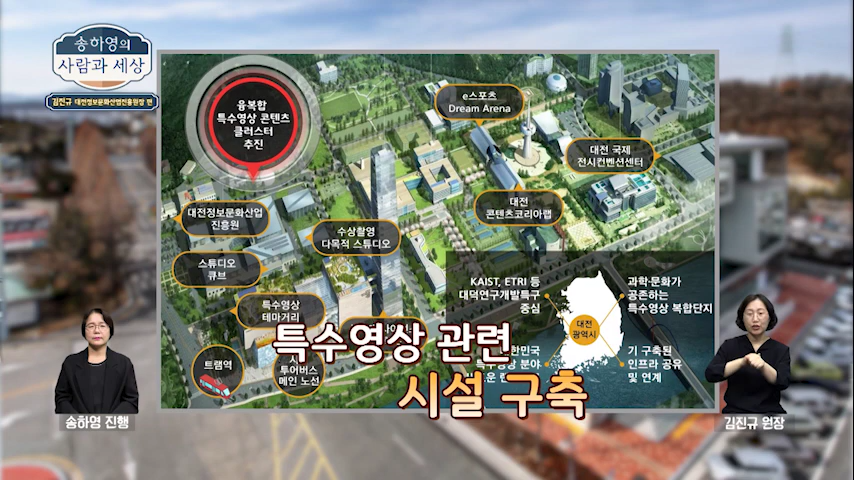 송하영의
사람과 세상
김진규 대전정보문화산업진흥원장 편
융복합
특수영상 콘텐츠
클러스터
추진
e스포츠
Dream Arena
대전 국제
전시컨벤션센터
대전정보문화산업
진흥원
수상촬영
다목적 스튜디오
대전
콘텐츠코리아랩
스튜디오
큐브
특수영상
테마거리
KAIST, ETRI 등
대덕연구개발특구
중심
과학·문화가
공존하는
특수영상 복합단지
대전
광역시
트램역
투어버스
메인 노선
기 구축된
인프라 공유
및 연계
특수영상 관련
시설 구축
송하영 진행
김진규 원장